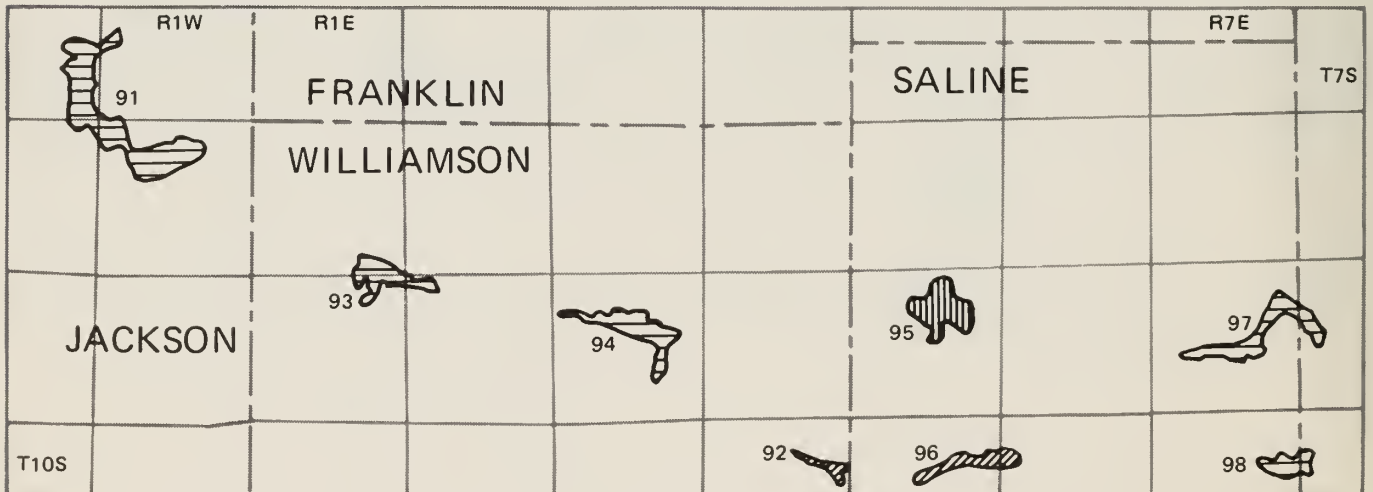 R1W R1E R7E
FRANKLIN SALINE T7S
91
WILLIAMSON
93
JACKSON 94 95 97
T10S 92 96 98